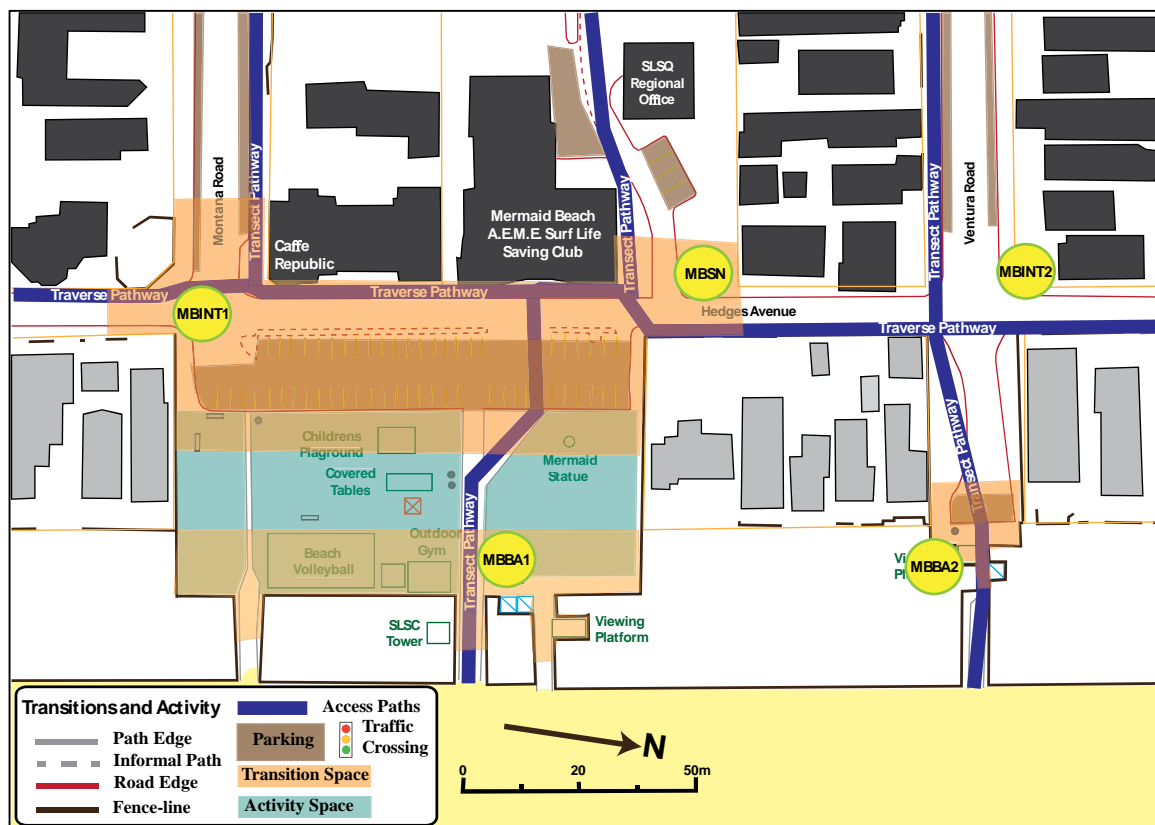 SLSQ
Regional
Office
Montana Road
Transect Pathway
Transect Pathway
Transect Pathway
Ventura Road
Mermaid Beach
A.E.M.E. Surf Life
Saving Club
Caffe
Republic
MBSN
MBINT2
Traverse Pathway
Traverse Pathway
MBINT1
Hedges Avenue
Traverse Pathway
Transect Pathway
Childrens
Plaground
Covered
Tables
Mermaid
Statue
Outdoor
Gym
Beach
Volleyball
Transect Pathway
MBBA1
MBBA2
SLSC
Tower
Viewing
Platform
Transitions and Activity
Path Edge
Informal Path
Road Edge
Fence-line
Access Paths
Parking
Traffic
Crossing
Transition Space
Activity Space
N
0 20 50m